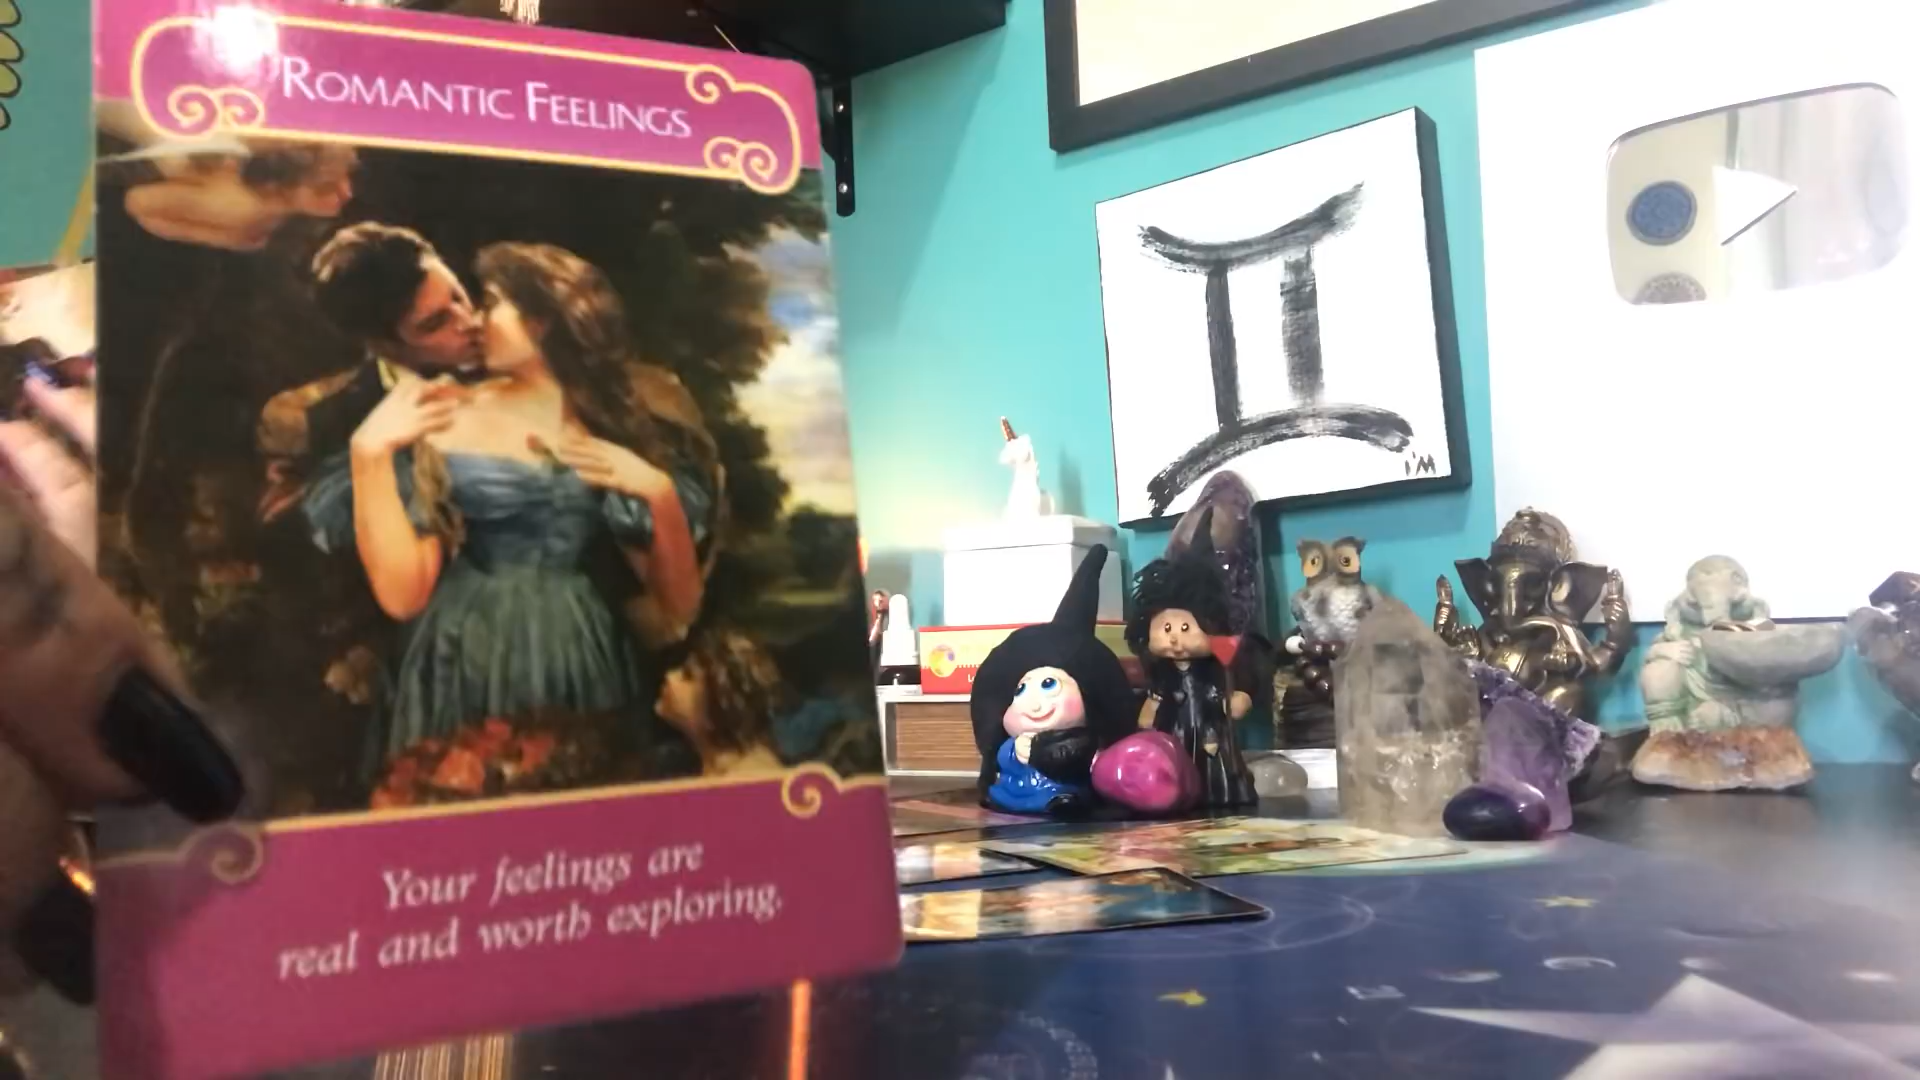 ROMANTIC FEELINGS
Your feelings are
real and worth exploring.
I'M